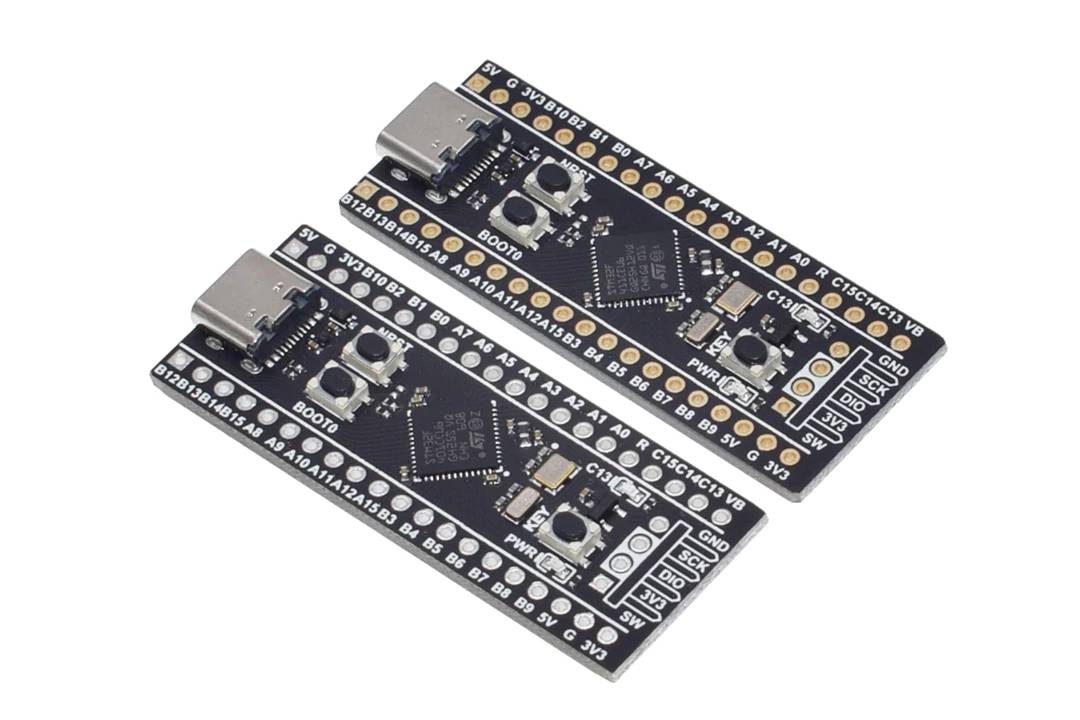 5V G 3V3 B10 B2 B1 B0 A7 A6 A5 A4 A3 A2 A1 A0 R C15 C14 C13 VB
NRST
BOOT0
B12 B13 B14 B15 A8 A9 A10 A11 A12 A15 B3 B4 B5 B6 B7 B8 B9 5V G 3V3
STM32F
411CEU6
C13
KEY
PWR
GND
SCK
DIO
3V3
SW
5V G 3V3 B10 B2 B1 B0 A7 A6 A5 A4 A3 A2 A1 A0 R C15 C14 C13 VB
NRST
BOOT0
B12 B13 B14 B15 A8 A9 A10 A11 A12 A15 B3 B4 B5 B6 B7 B8 B9 5V G 3V3
STM32F
401CCU6
C13
KEY
PWR
GND
SCK
DIO
3V3
SW